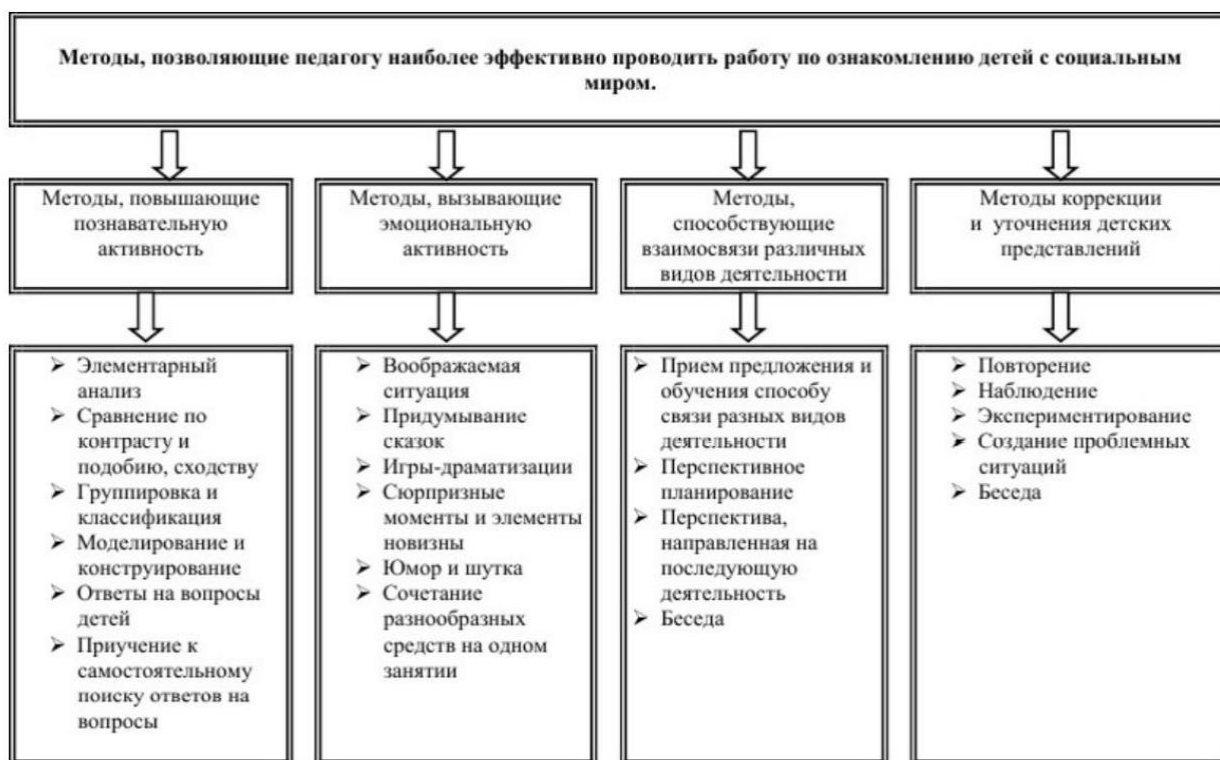 Методы, позволяющие педагогу наиболее эффективно проводить работу по ознакомлению детей с социальным
миром.
Методы, повышающие
познавательную
активность
Методы, вызывающие
эмоциональную
активность
Методы,
способствующие
взаимосвязи различных
видов деятельности
Методы коррекции
и уточнения детских
представлений
➢ Элементарный
анализ
➢ Сравнение по
контрасту и
подобию, сходству
➢ Группировка и
классификация
➢ Моделирование и
конструирование
➢ Ответы на вопросы
детей
➢ Приучение к
самостоятельному
поиску ответов на
вопросы
➢ Воображаемая
ситуация
➢ Придумывание
сказок
➢ Игры-драматизации
➢ Сюрпризные
моменты и элементы
новизны
➢ Юмор и шутка
➢ Сочетание
разнообразных
средств на одном
занятии
➢ Прием предложения и
обучения способу
связи разных видов
деятельности
➢ Перспективное
планирование
➢ Перспектива,
направленная на
последующую
деятельность
➢ Беседа
➢ Повторение
➢ Наблюдение
➢ Экспериментирование
➢ Создание проблемных
ситуаций
➢ Беседа